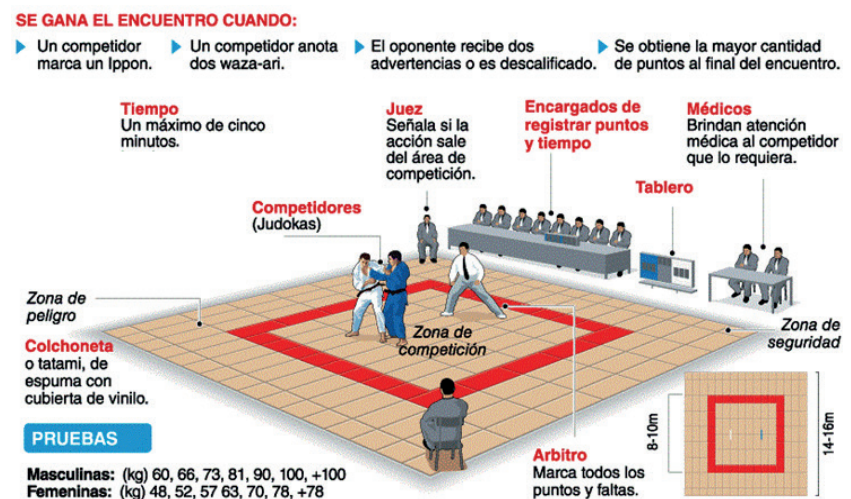 SE GANA EL ENCUENTRO CUANDO:
Un competidor
marca un Ippon.
Un competidor anota
dos waza-ari.
El oponente recibe dos
advertencias o es descalificado.
Se obtiene la mayor cantidad
de puntos al final del encuentro.
Tiempo
Un máximo de cinco
minutos.
Juez
Señala si la
acción sale
del área de
competición.
Encargados de
registrar puntos
y tiempo
Médicos
Brindan atención
médica al competidor
que lo requiera.
Tablero
Competidores
(Judokas)
Zona de
peligro
Zona de
competición
Zona de
seguridad
Colchoneta
o tatami, de
espuma con
cubierta de vinilo.
PRUEBAS
Masculinas: (kg) 60, 66, 73, 81, 90, 100, +100
Femeninas: (kg) 48, 52, 57 63, 70, 78, +78
Arbitro
Marca todos los
puntos y faltas.
8-10m
14-16m